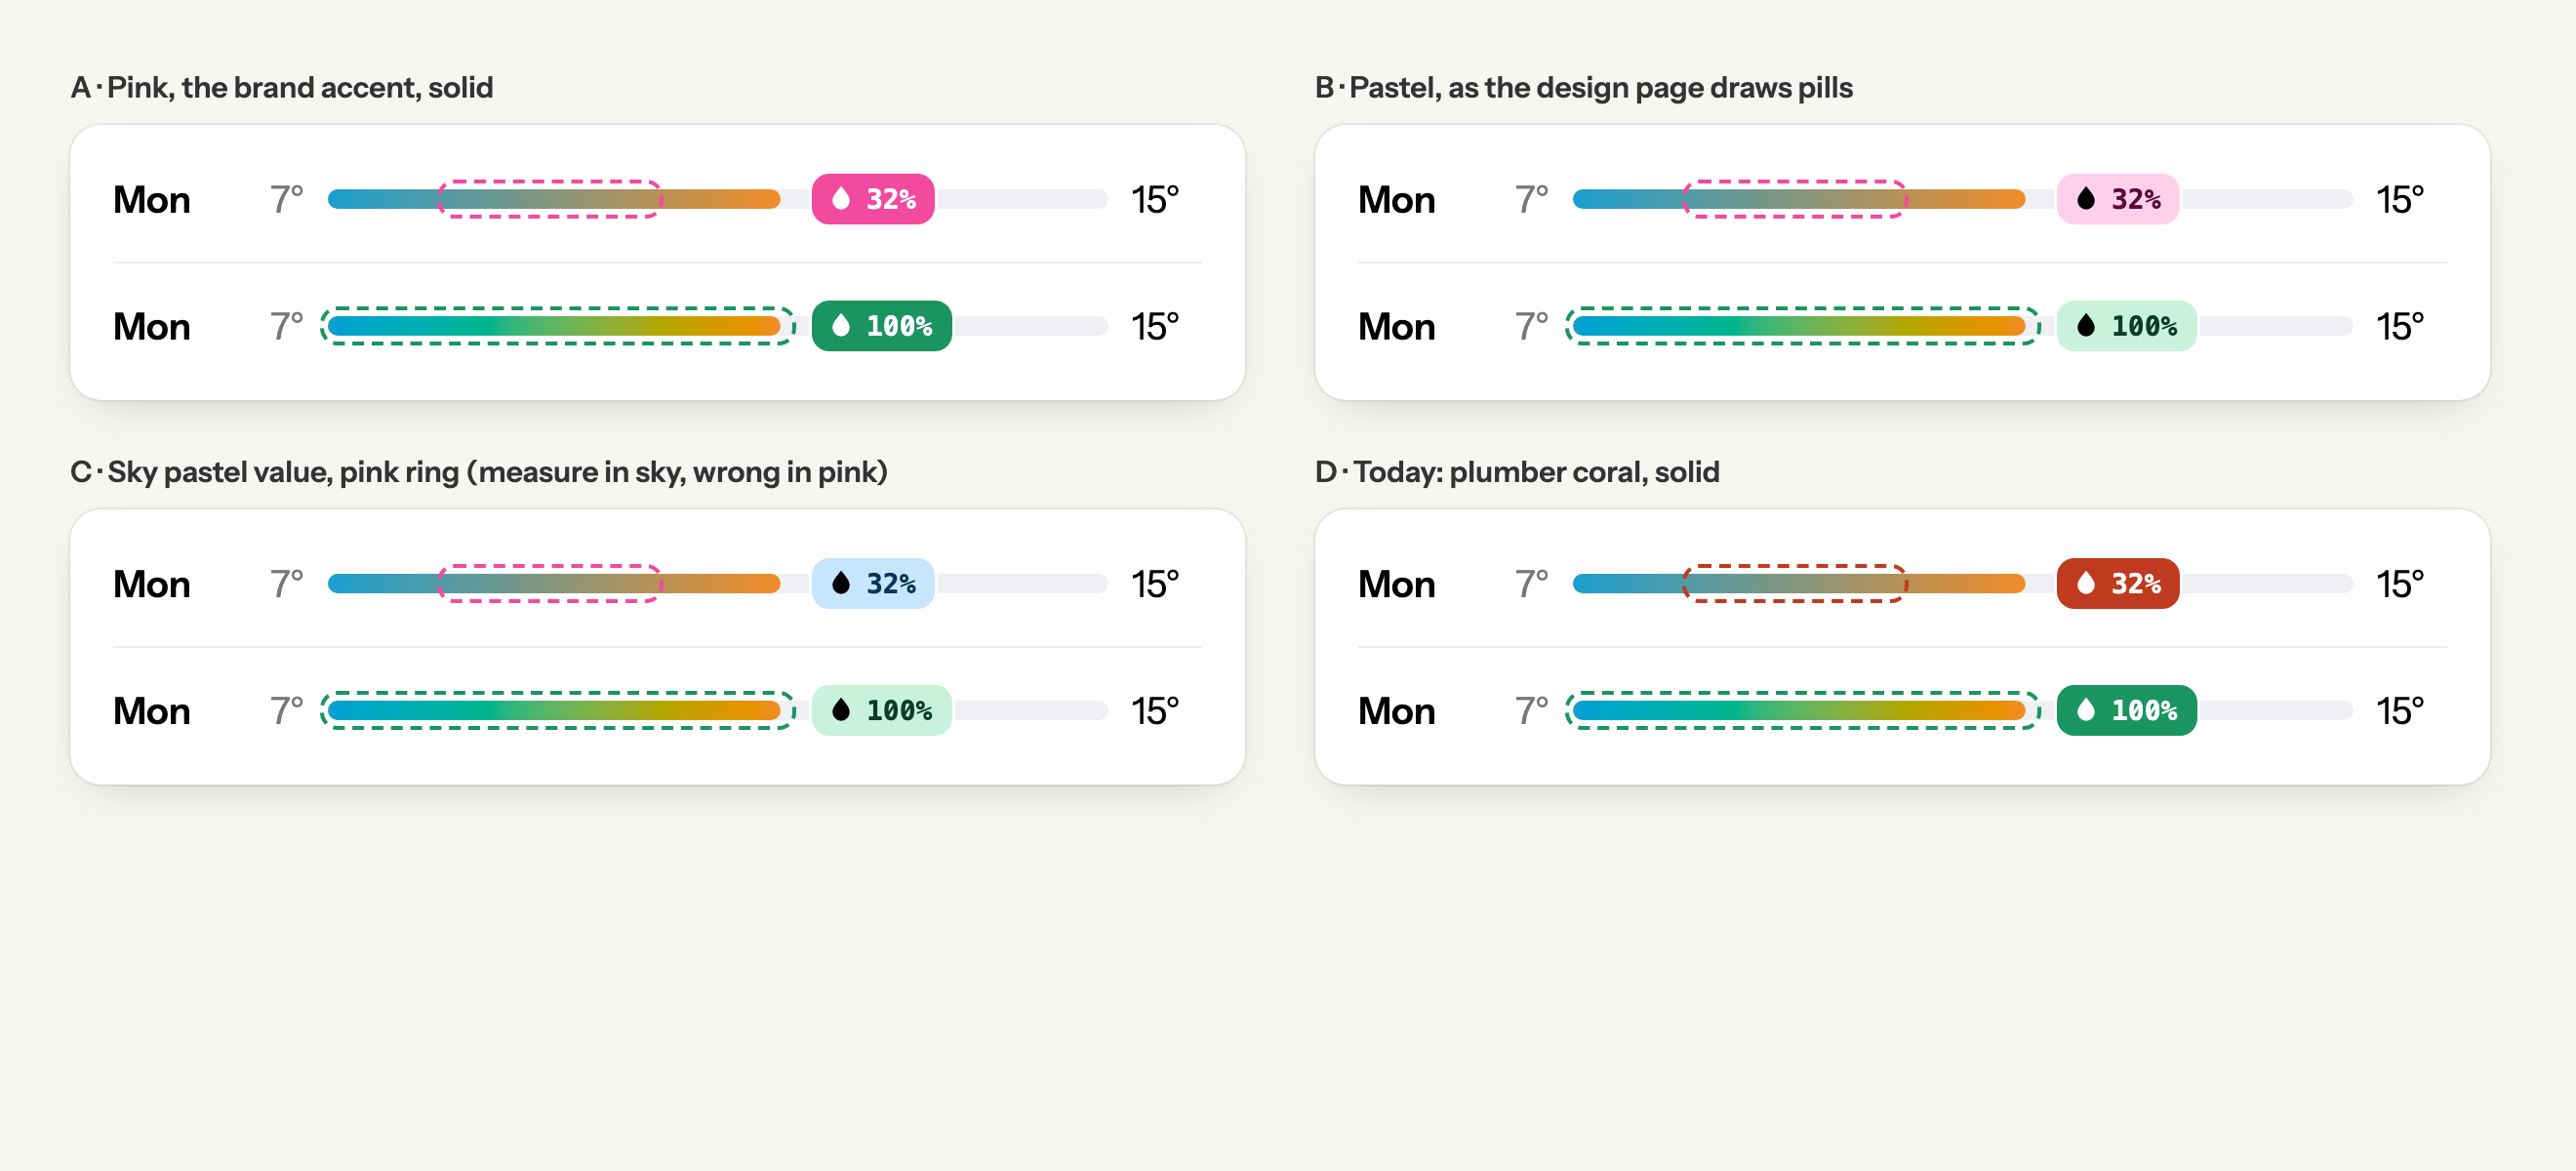 A · Pink, the brand accent, solid
Mon 7° 32% 15°
Mon 7° 100% 15°
B · Pastel, as the design page draws pills
Mon 7° 32% 15°
Mon 7° 100% 15°
C · Sky pastel value, pink ring (measure in sky, wrong in pink)
Mon 7° 32% 15°
Mon 7° 100% 15°
D · Today: plumber coral, solid
Mon 7° 32% 15°
Mon 7° 100% 15°